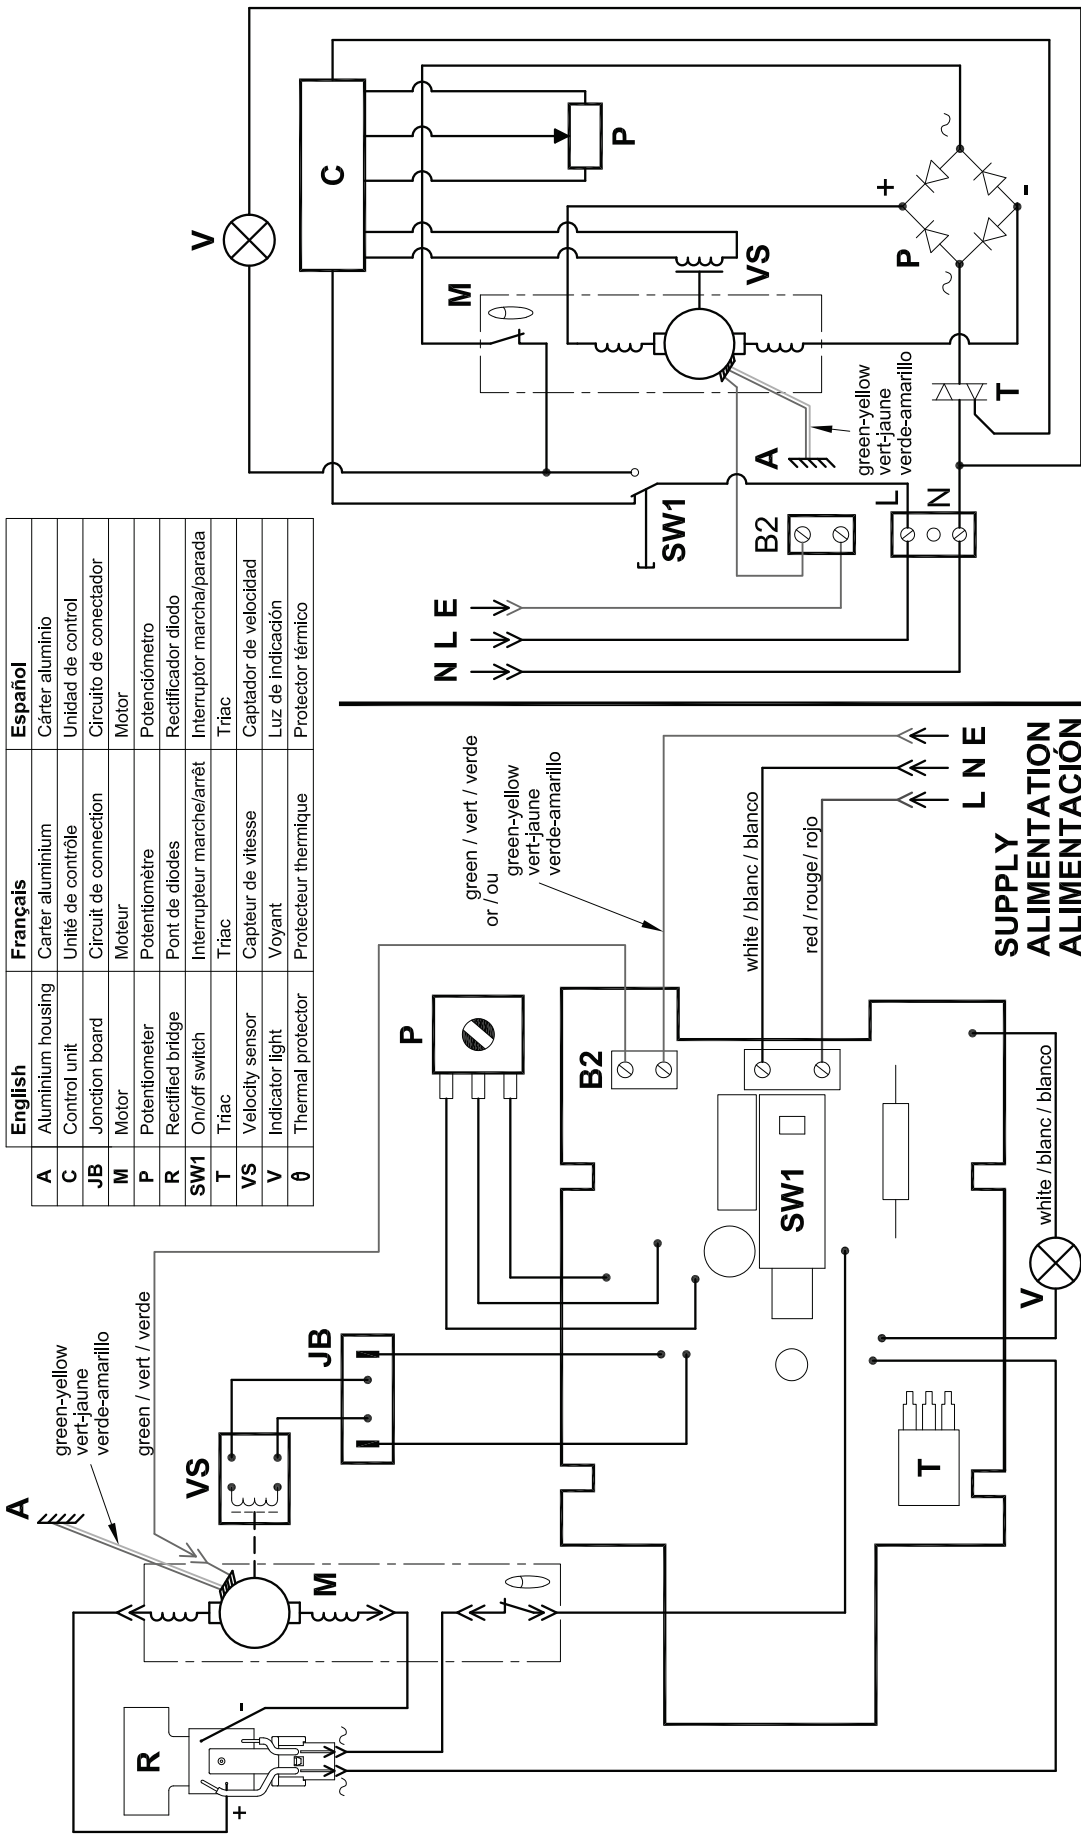 English Français Español
A Aluminium housing Carter aluminium Cárter aluminio
C Control unit Unité de contrôle Unidad de control
JB Jonction board Circuit de connection Circuito de conectador
M Motor Moteur Motor
P Potentiometer Potentiomètre Potenciómetro
R Rectified bridge Pont de diodes Rectificador diodo
SW1 On/off switch Interrupteur marche/arrêt Interruptor marcha/parada
T Triac Triac Triac
VS Velocity sensor Capteur de vitesse Captador de velocidad
V Indicator light Voyant Luz de indicación
θ Thermal protector Protecteur thermique Protector térmico
A
green-yellow
vert-jaune
verde-amarillo
green / vert / verde
VS
JB
M
R
+
-
~
~
P
B2
green / vert / verde
or / ou
green-yellow
vert-jaune
verde-amarillo
white / blanc / blanco
red / rouge/ rojo
SW1
T
V
white / blanc / blanco
L N E
SUPPLY
ALIMENTATION
ALIMENTACIÓN
V
C
P
M
VS
+
-
P
~
~
T
A
green-yellow
vert-jaune
verde-amarillo
SW1
B2
L
N
N L E